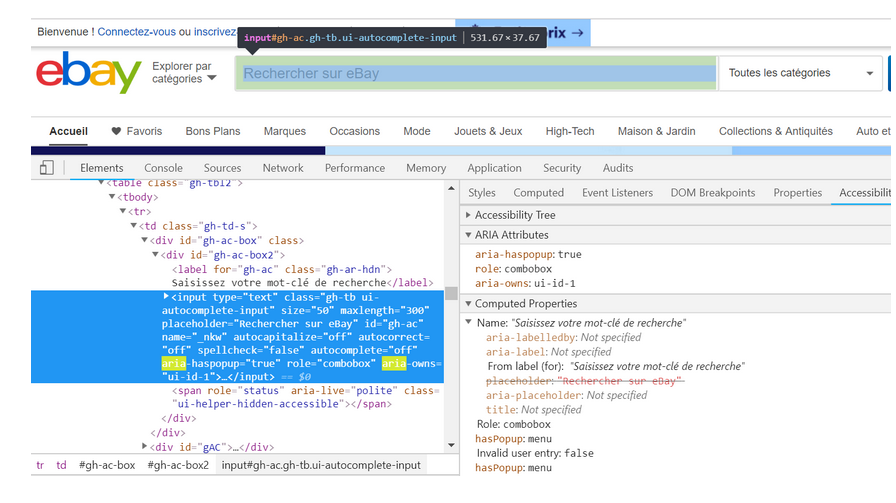 Bienvenue ! Connectez-vous ou inscrivez
rix →
input#gh-ac.gh-tb.ui-autocomplete-input | 531.67×37.67
ebay
Explorer par
catégories
Rechercher sur eBay
Toutes les catégories
Accueil Favoris Bons Plans Marques Occasions Mode Jouets & Jeux High-Tech Maison & Jardin Collections & Antiquités Auto et
Elements Console Sources Network Performance Memory Application Security Audits
<table class="gh-tbl2">
<tbody>
<tr>
<td class="gh-td-s">
<div id="gh-ac-box" class>
<div id="gh-ac-box2">
<label for="gh-ac" class="gh-ar-hdn">
Saisissez votre mot-clé de recherche</label>
<input type="text" class="gh-tb ui-
autocomplete-input" size="50" maxlength="300"
placeholder="Rechercher sur eBay" id="gh-ac"
name="_nkw" autocapitalize="off" autocorrect=
"off" spellcheck="false" autocomplete="off"
aria-haspopup="true" role="combobox" aria-owns=
"ui-id-1">…</input> == $0
<span role="status" aria-live="polite" class=
"ui-helper-hidden-accessible"></span>
</div>
</div>
<div id="gAC">…</div>
tr td #gh-ac-box #gh-ac-box2 input#gh-ac.gh-tb.ui-autocomplete-input
Styles Computed Event Listeners DOM Breakpoints Properties Accessibili
Accessibility Tree
ARIA Attributes
aria-haspopup: true
role: combobox
aria-owns: ui-id-1
Computed Properties
Name: "Saisissez votre mot-clé de recherche"
aria-labelledby: Not specified
aria-label: Not specified
From label (for): "Saisissez votre mot-clé de recherche"
placeholder: "Rechercher sur eBay"
aria-placeholder: Not specified
title: Not specified
Role: combobox
hasPopup: menu
Invalid user entry: false
hasPopup: menu